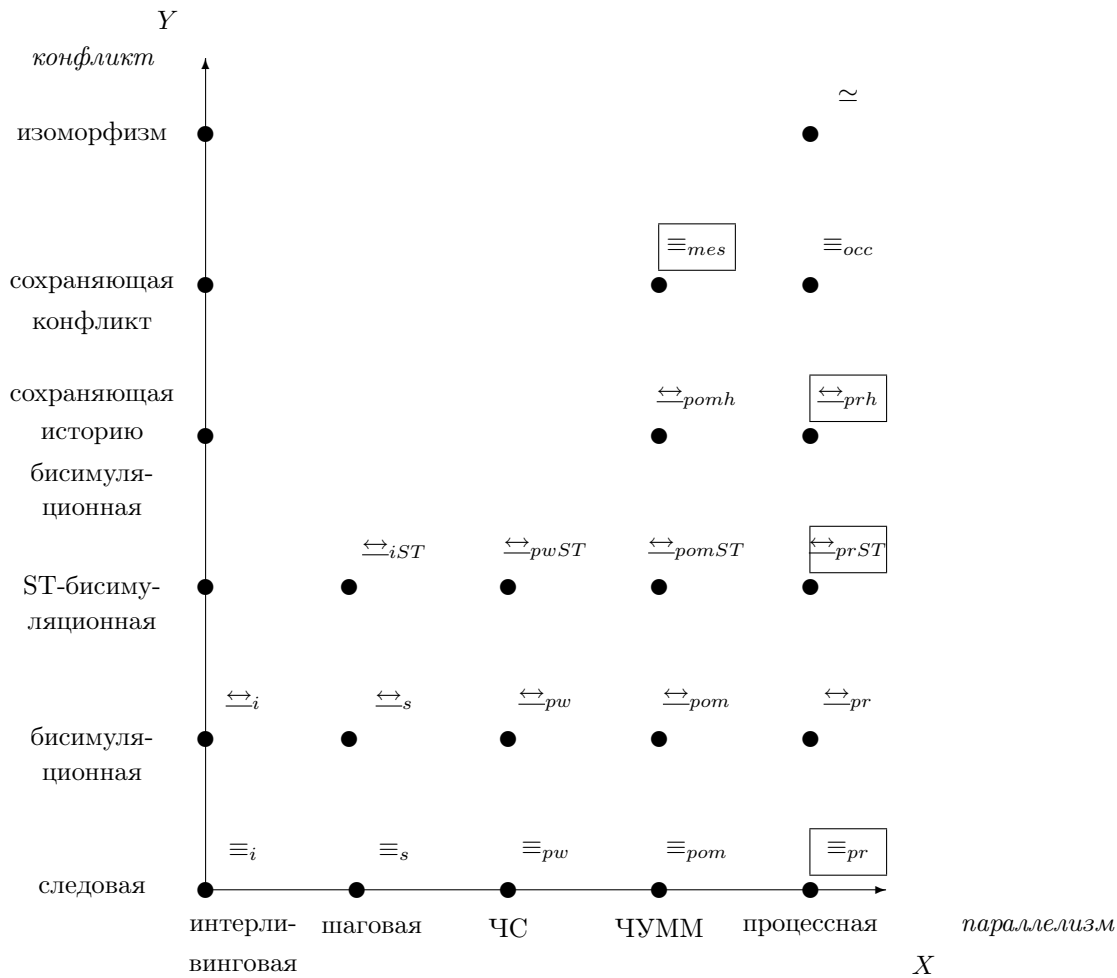 Y
конфликт
≃
изоморфизм
≡mes ≡occ
сохраняющая
конфликт
сохраняющая
историю
бисимуля-
ционная
↔pomh ↔prh
↔iST ↔pwST ↔pomST ↔prST
ST-бисиму-
ляционная
↔i ↔s ↔pw ↔pom ↔pr
бисимуля-
ционная
≡i ≡s ≡pw ≡pom ≡pr
следовая
интерли-
винговая
шаговая ЧС ЧУММ процессная параллелизм
X